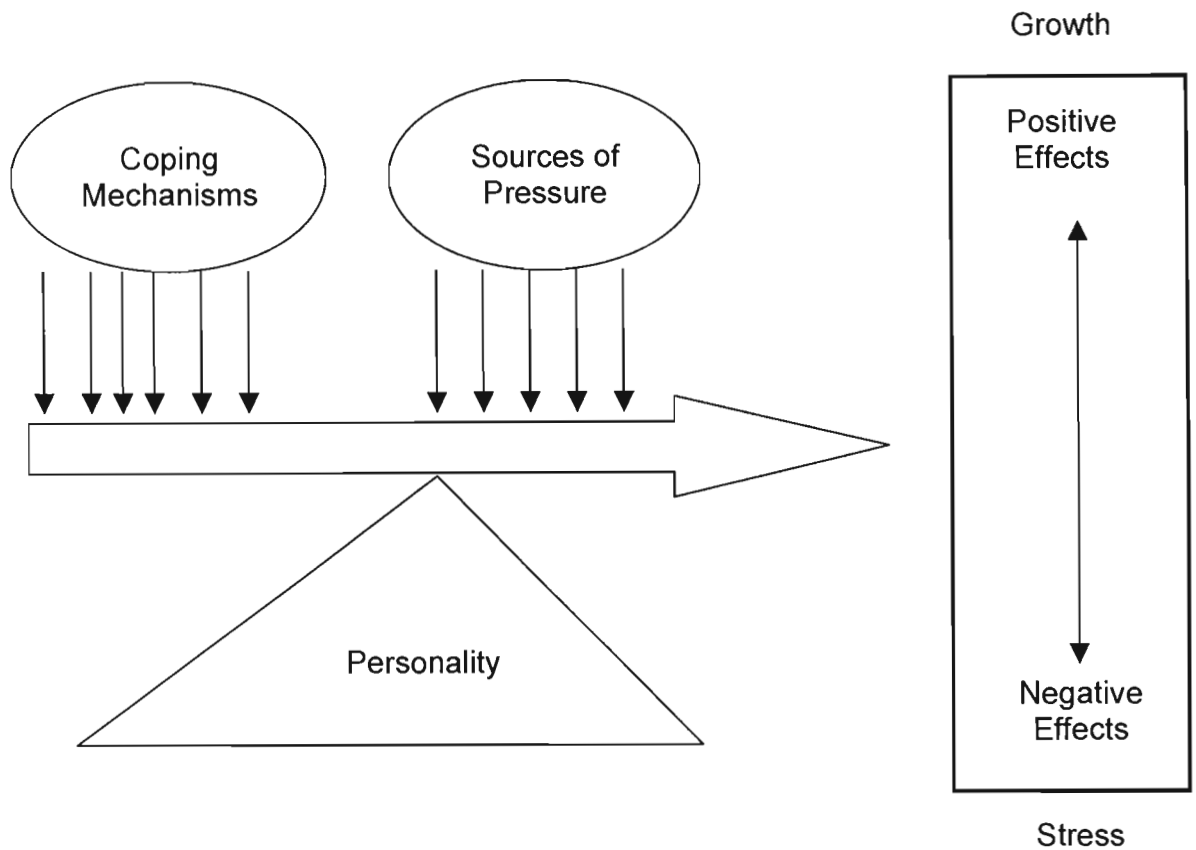 Growth
Coping
Mechanisms
Sources of
Pressure
Positive
Effects
Personality
Negative
Effects
Stress